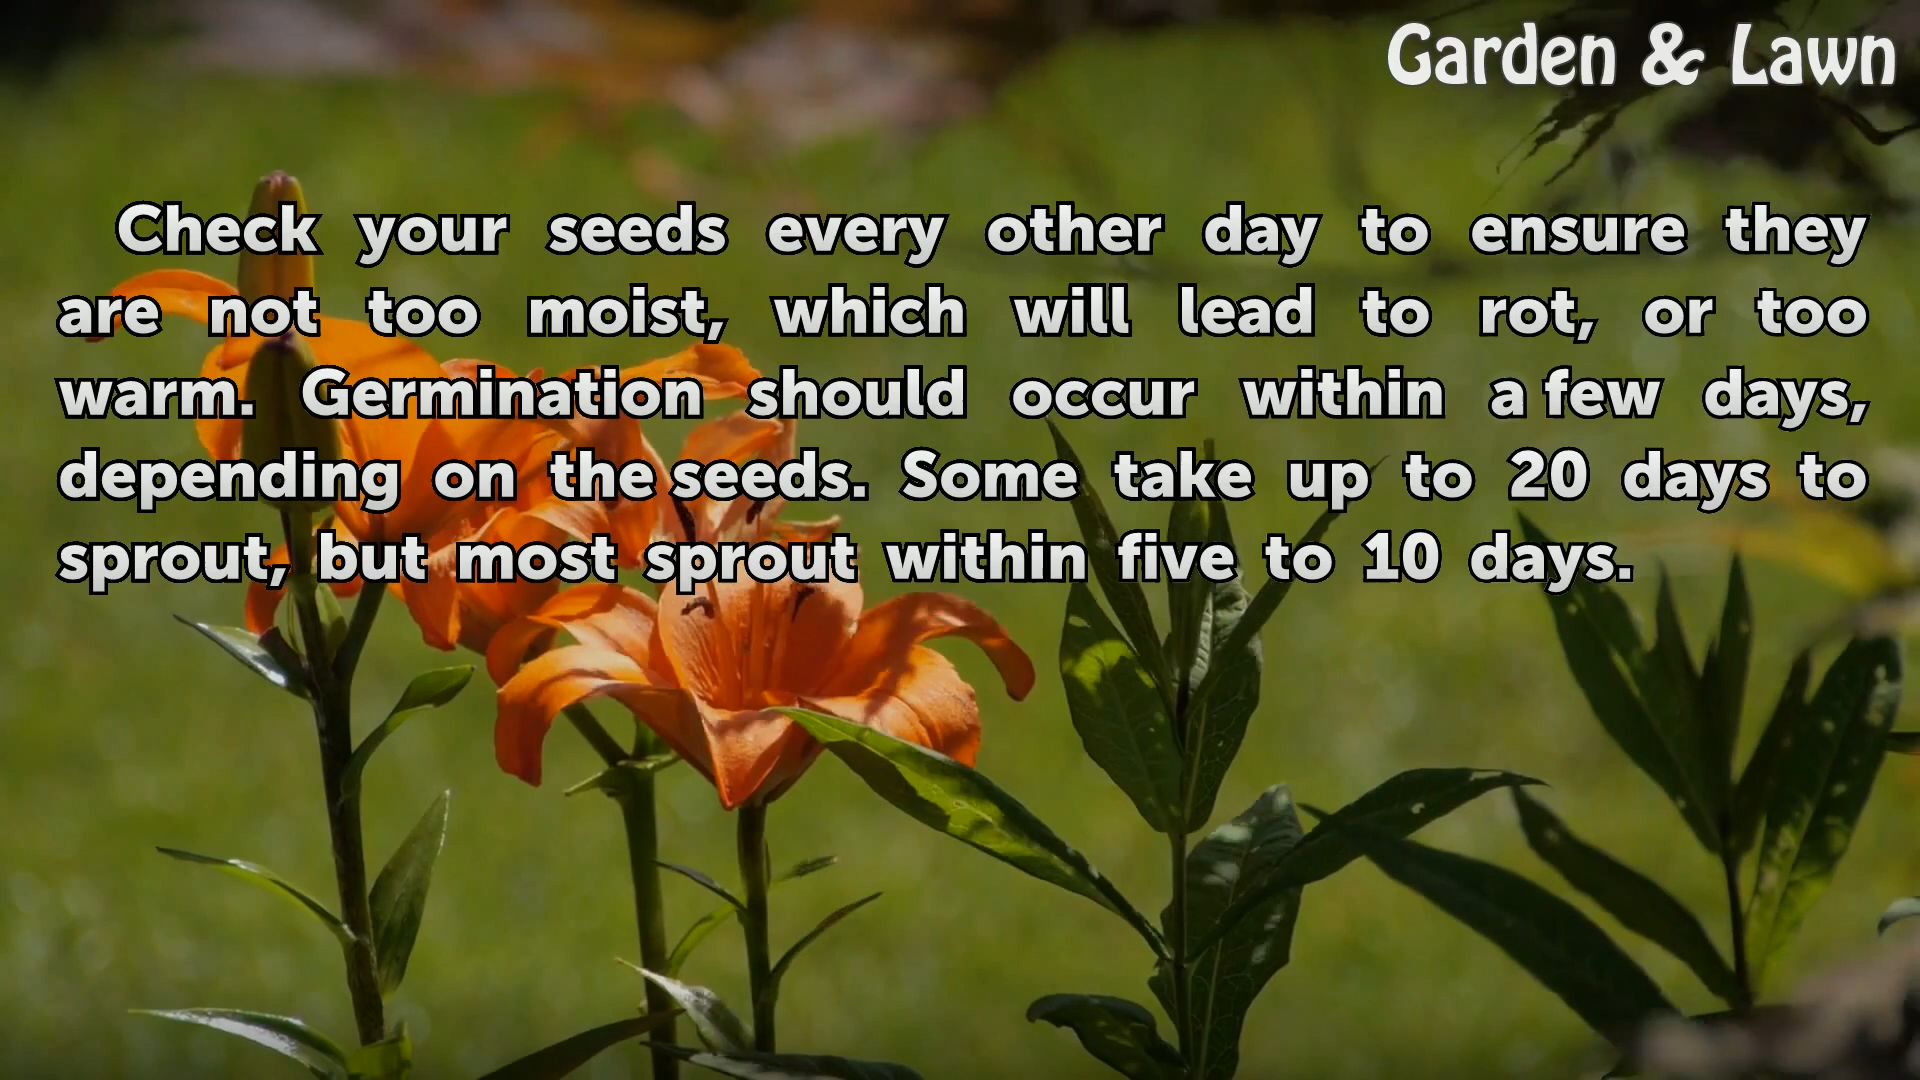 Garden & Lawn
Check your seeds every other day to ensure they
are not too moist, which will lead to rot, or too
warm. Germination should occur within a few days,
depending on the seeds. Some take up to 20 days to
sprout, but most sprout within five to 10 days.